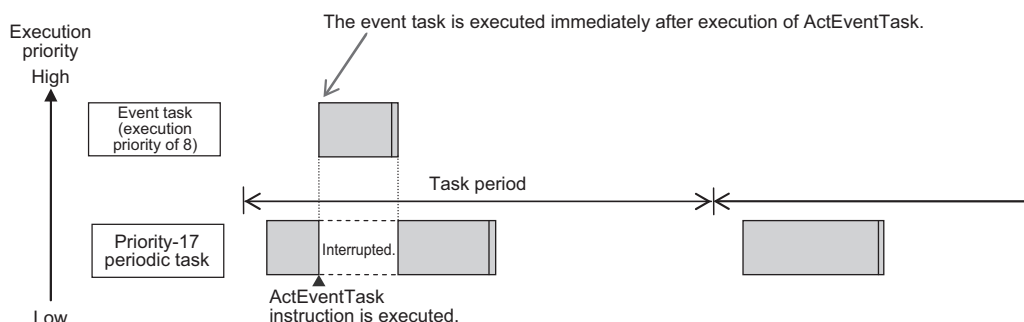 The event task is executed immediately after execution of ActEventTask.
Execution
priority
High
Event task
(execution
priority of 8)
Task period
Priority-17
periodic task
Interrupted.
ActEventTask
instruction is executed.
Low